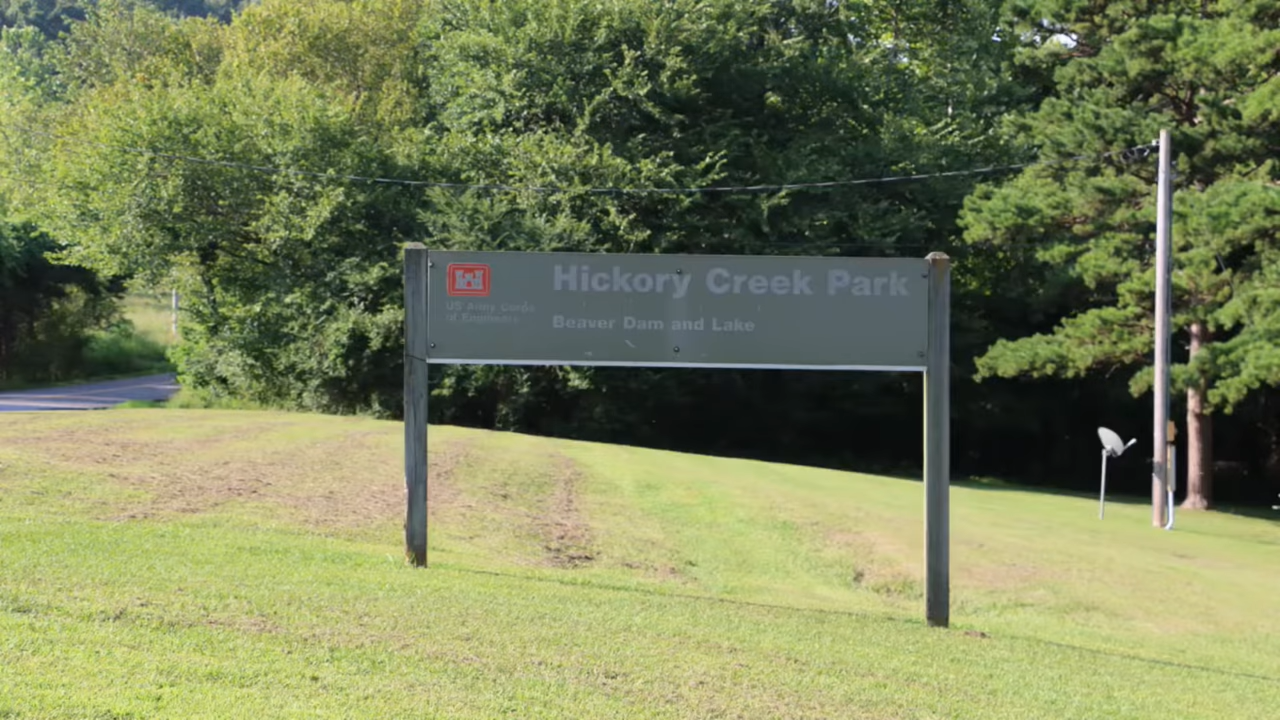 Hickory Creek Park
US Army Corps
of Engineers
Beaver Dam and Lake